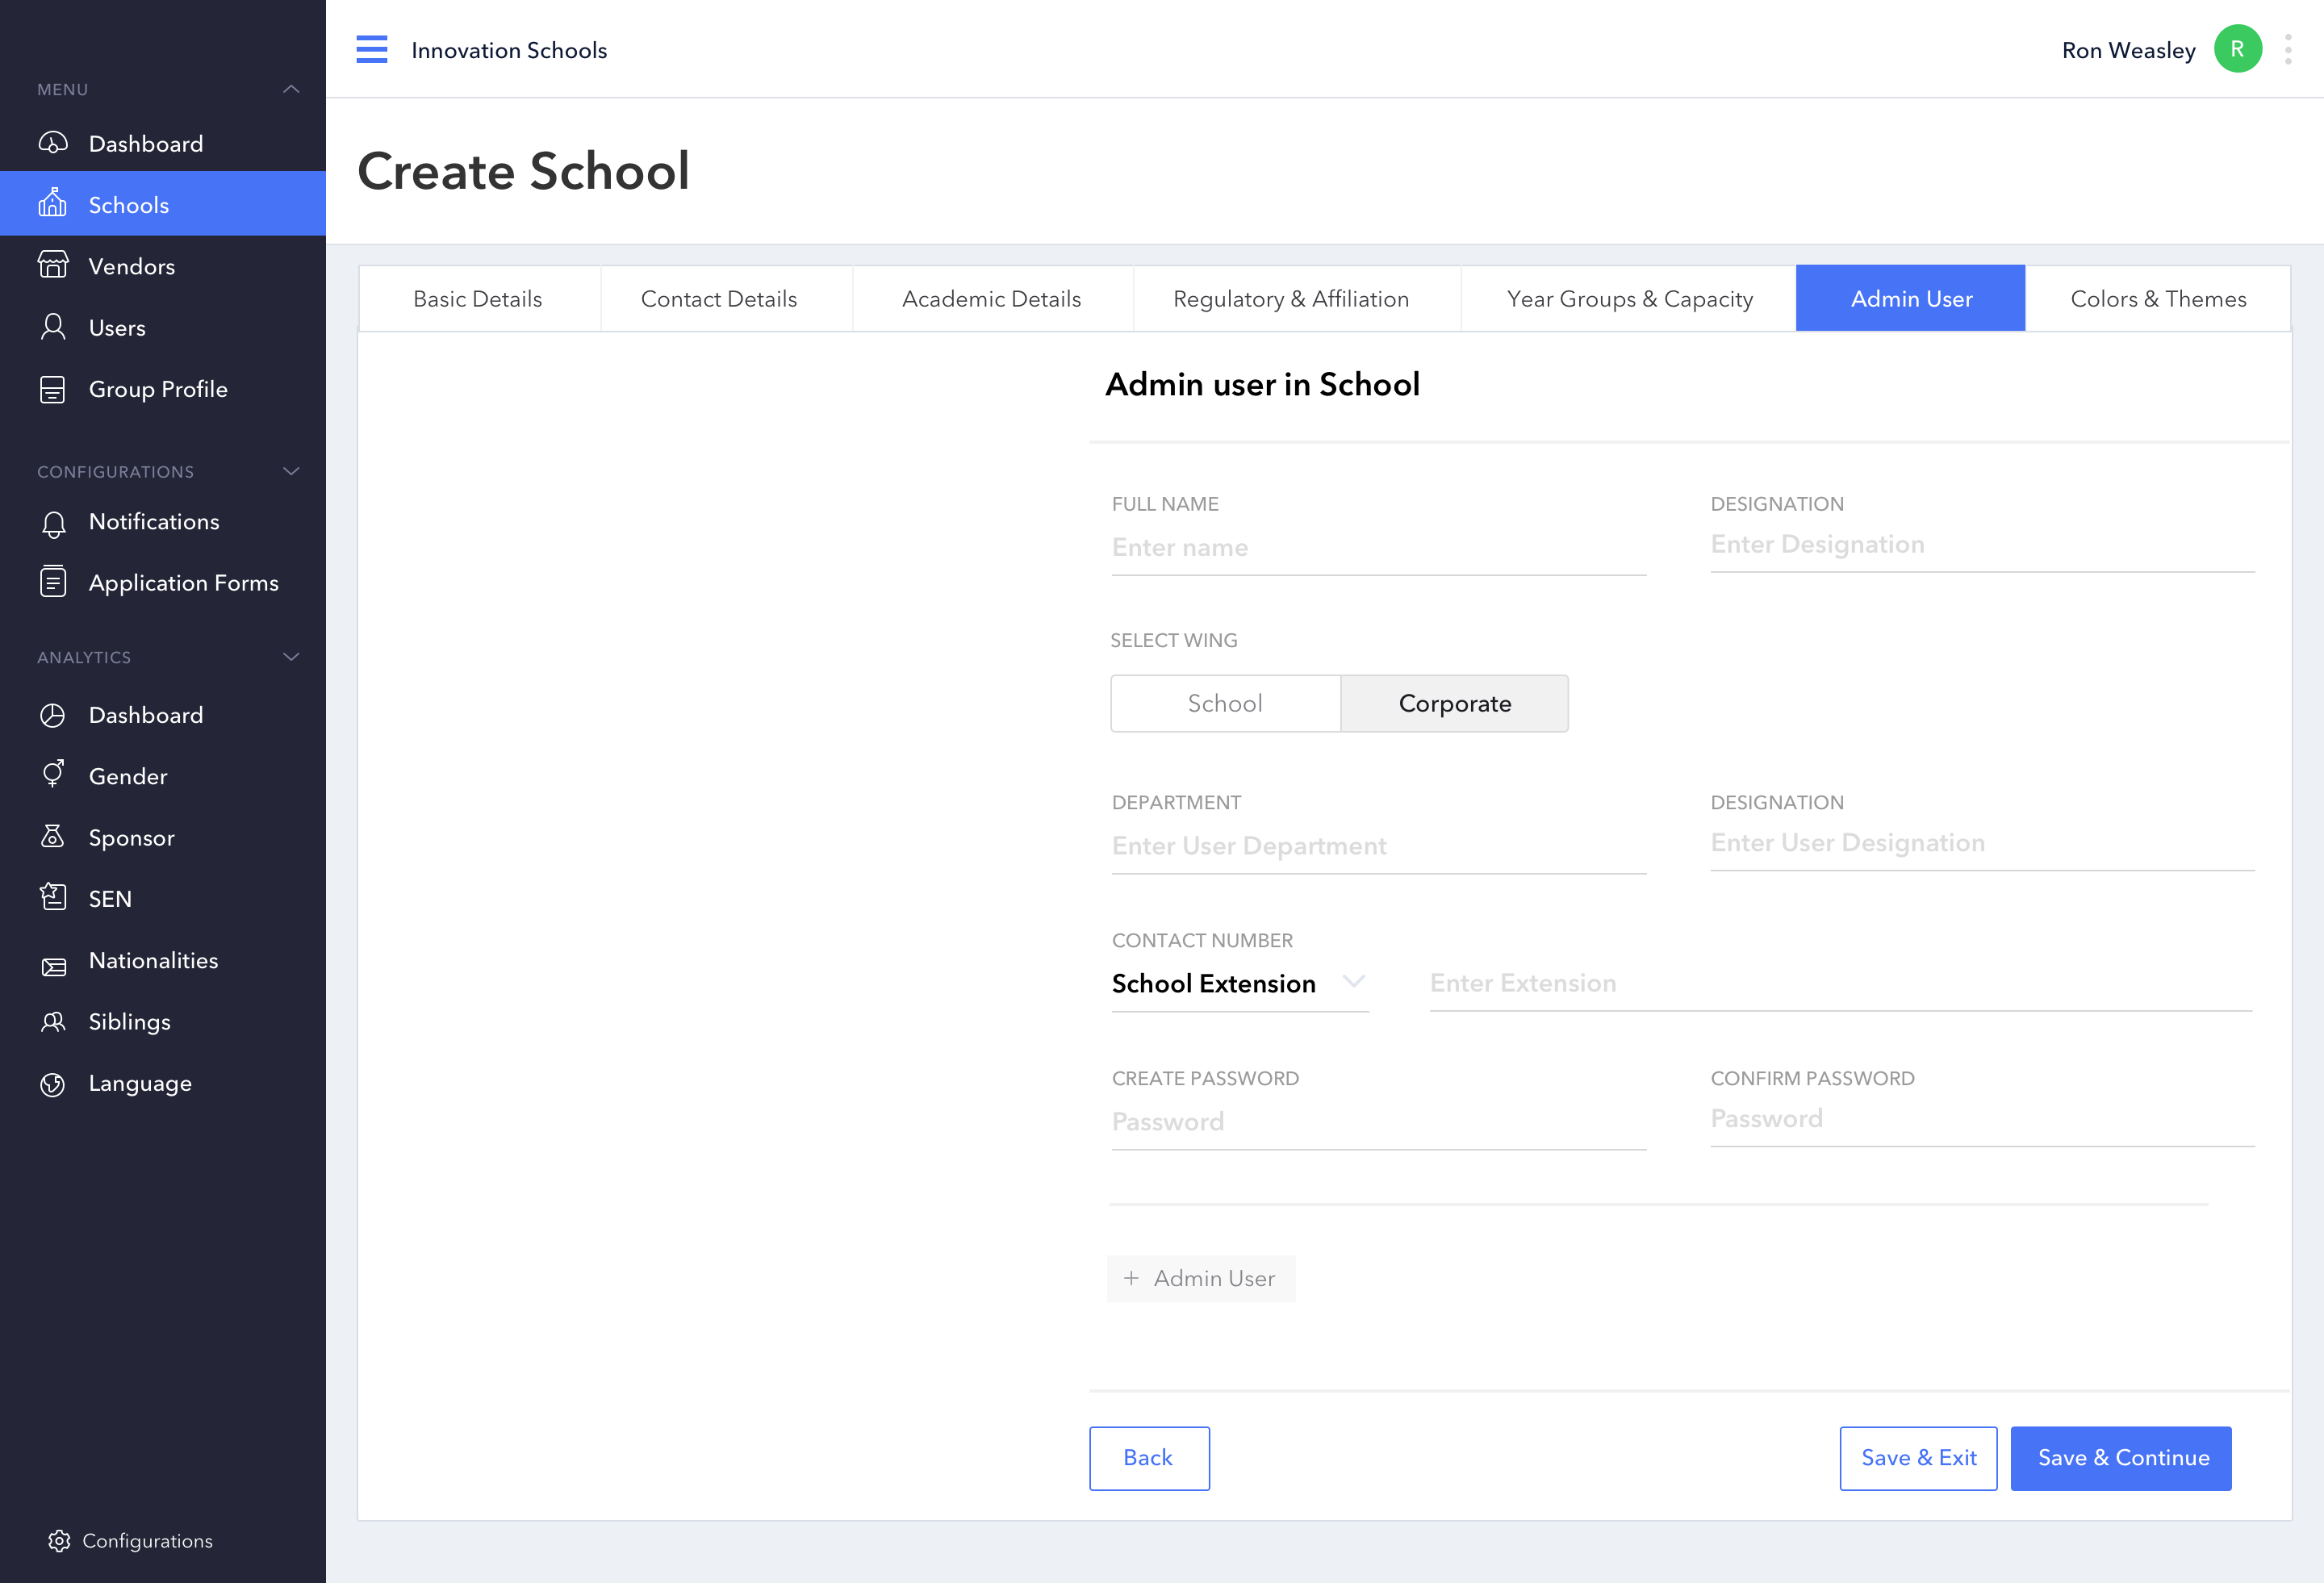 MENU
Dashboard
Schools
Vendors
Users
Group Profile
CONFIGURATIONS
Notifications
Application Forms
ANALYTICS
Dashboard
Gender
Sponsor
SEN
Nationalities
Siblings
Language
Configurations
Innovation Schools
Ron Weasley R
Create School
Basic Details Contact Details Academic Details Regulatory & Affiliation Year Groups & Capacity Admin User Colors & Themes
Admin user in School
FULL NAME DESIGNATION
Enter name Enter Designation
SELECT WING
School Corporate
DEPARTMENT DESIGNATION
Enter User Department Enter User Designation
CONTACT NUMBER
School Extension Enter Extension
CREATE PASSWORD CONFIRM PASSWORD
Password Password
+ Admin User
Back Save & Exit Save & Continue